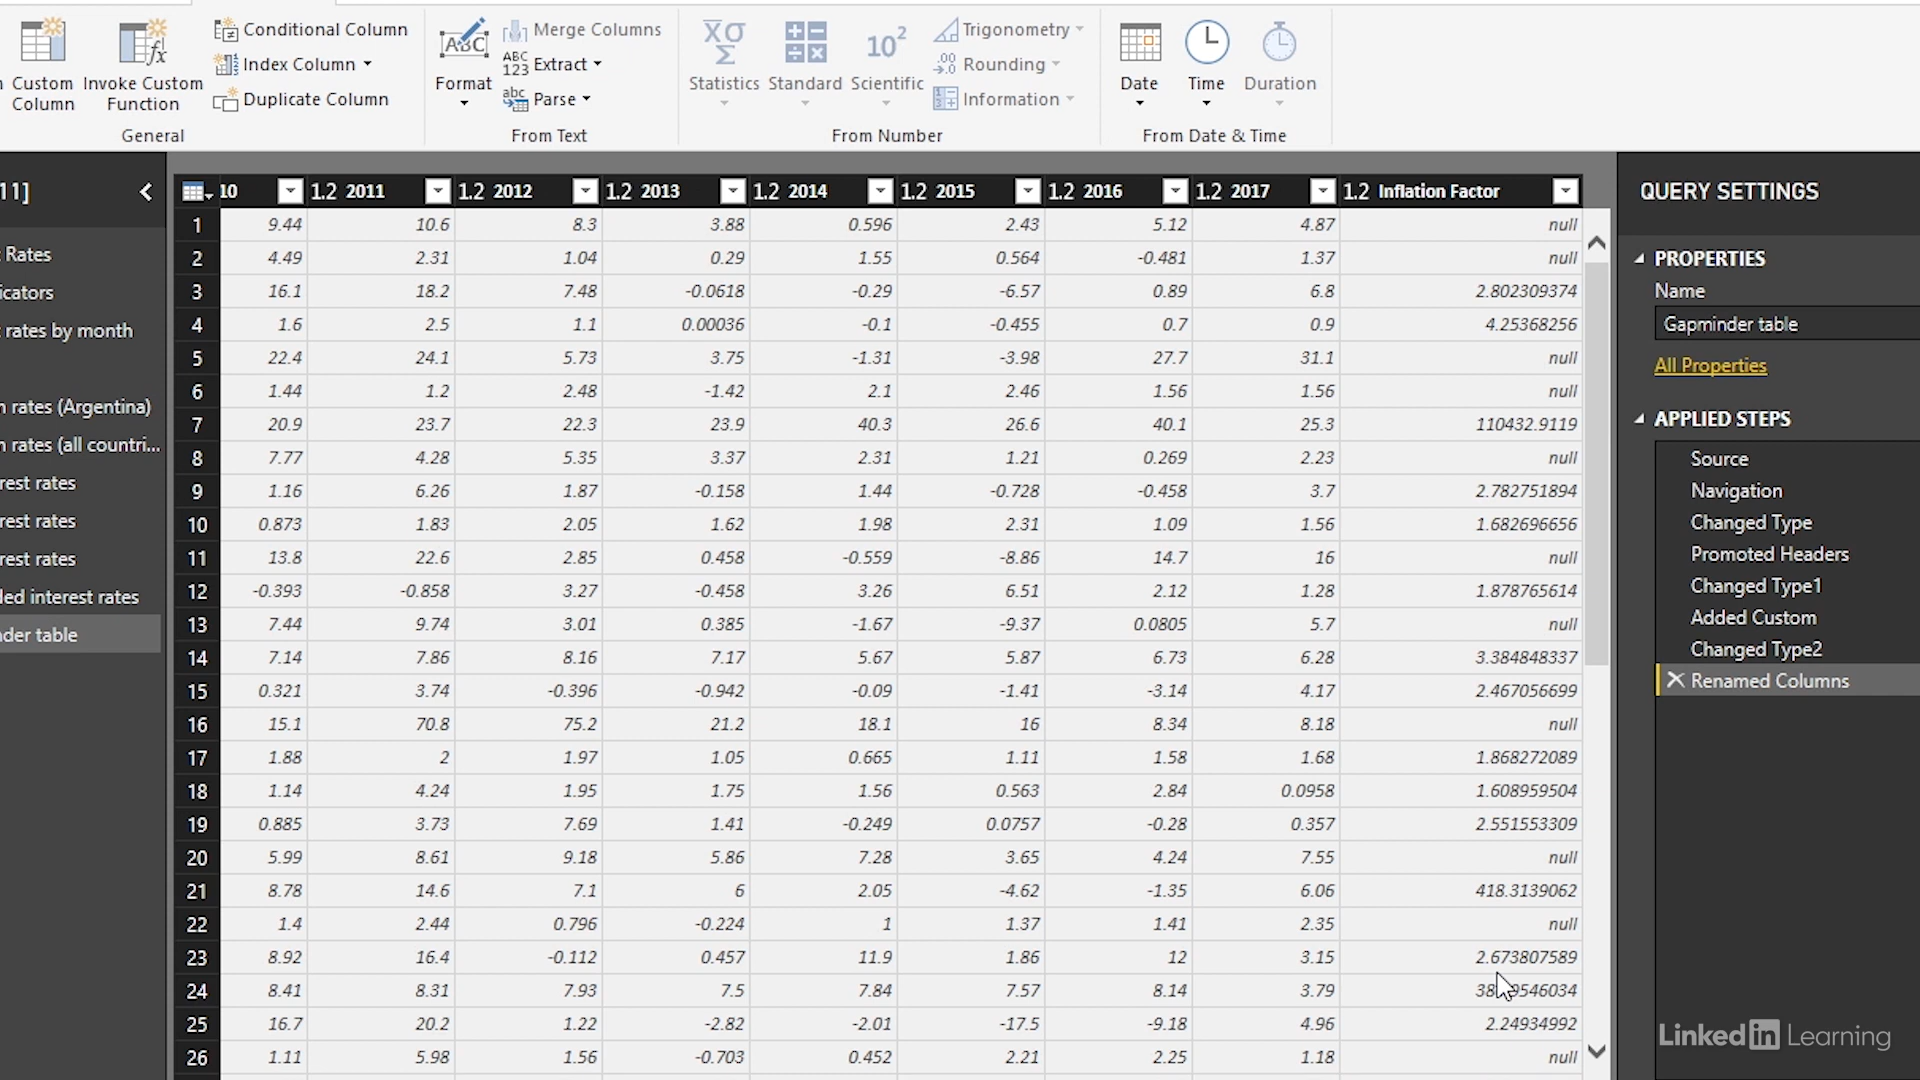 Custom Column
Invoke Custom Function
Conditional Column
Index Column
Duplicate Column
General
Format
Merge Columns
Extract
Parse
From Text
Statistics
Standard
Scientific
Trigonometry
Rounding
Information
From Number
Date
Time
Duration
From Date & Time
11]
Rates
icators
rates by month
n rates (Argentina)
n rates (all countri...
rest rates
rest rates
rest rates
led interest rates
nder table
10 1.2 2011 1.2 2012 1.2 2013 1.2 2014 1.2 2015 1.2 2016 1.2 2017 1.2 Inflation Factor
1 9.44 10.6 8.3 3.88 0.596 2.43 5.12 4.87 null
2 4.49 2.31 1.04 0.29 1.55 0.564 -0.481 1.37 null
3 16.1 18.2 7.48 -0.0618 -0.29 -6.57 0.89 6.8 2.802309374
4 1.6 2.5 1.1 0.00036 -0.1 -0.455 0.7 0.9 4.25368256
5 22.4 24.1 5.73 3.75 -1.31 -3.98 27.7 31.1 null
6 1.44 1.2 2.48 -1.42 2.1 2.46 1.56 1.56 null
7 20.9 23.7 22.3 23.9 40.3 26.6 40.1 25.3 110432.9119
8 7.77 4.28 5.35 3.37 2.31 1.21 0.269 2.23 null
9 1.16 6.26 1.87 -0.158 1.44 -0.728 -0.458 3.7 2.782751894
10 0.873 1.83 2.05 1.62 1.98 2.31 1.09 1.56 1.682696656
11 13.8 22.6 2.85 0.458 -0.559 -8.86 14.7 16 null
12 -0.393 -0.858 3.27 -0.458 3.26 6.51 2.12 1.28 1.878765614
13 7.44 9.74 3.01 0.385 -1.67 -9.37 0.0805 5.7 null
14 7.14 7.86 8.16 7.17 5.67 5.87 6.73 6.28 3.384848337
15 0.321 3.74 -0.396 -0.942 -0.09 -1.41 -3.14 4.17 2.467056699
16 15.1 70.8 75.2 21.2 18.1 16 8.34 8.18 null
17 1.88 2 1.97 1.05 0.665 1.11 1.58 1.68 1.868272089
18 1.14 4.24 1.95 1.75 1.56 0.563 2.84 0.0958 1.608959504
19 0.885 3.73 7.69 1.41 -0.249 0.0757 -0.28 0.357 2.551553309
20 5.99 8.61 9.18 5.86 7.28 3.65 4.24 7.55 null
21 8.78 14.6 7.1 6 2.05 -4.62 -1.35 6.06 418.3139062
22 1.4 2.44 0.796 -0.224 1 1.37 1.41 2.35 null
23 8.92 16.4 -0.112 0.457 11.9 1.86 12 3.15 2.673807589
24 8.41 8.31 7.93 7.5 7.84 7.57 8.14 3.79
25 16.7 20.2 1.22 -2.82 -2.01 -17.5 -9.18 4.96 2.24934992
26 1.11 5.98 1.56 -0.703 0.452 2.21 2.25 1.18 null
QUERY SETTINGS
PROPERTIES
Name
Gapminder table
All Properties
APPLIED STEPS
Source
Navigation
Changed Type
Promoted Headers
Changed Type1
Added Custom
Changed Type2
Renamed Columns
Linked in Learning